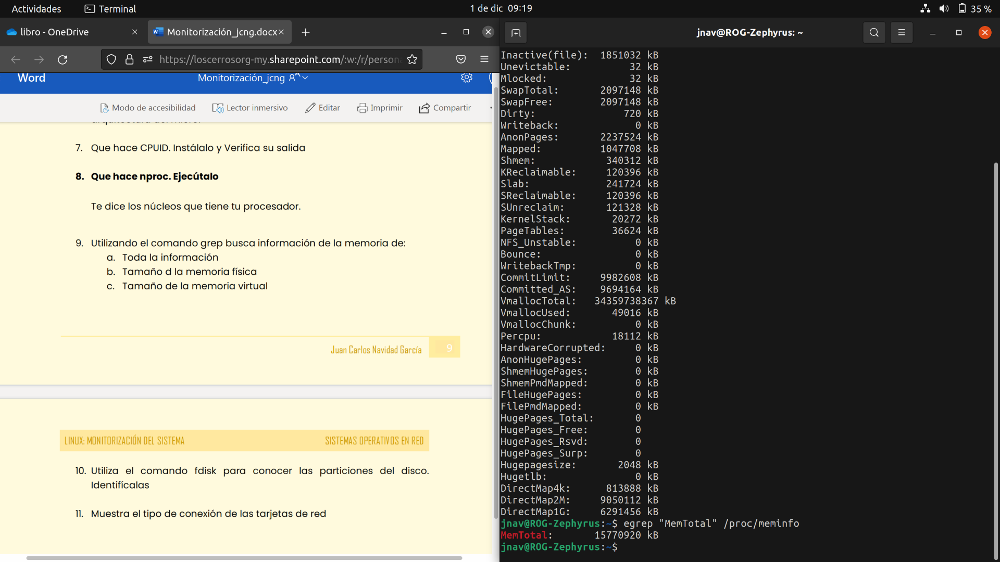 Actividades
Terminal
1 de dic 09:19
35 %
libro - OneDrive
Monitorización_jcng.docx
https://loscerrosorg-my.sharepoint.com/:w:/r/person
Word
Monitorización_jcng
Modo de accesibilidad
Lector inmersivo
Editar
Imprimir
Compartir
7. Que hace CPUID. Instálalo y Verifica su salida
8. Que hace nproc. Ejecútalo
Te dice los núcleos que tiene tu procesador.
9. Utilizando el comando grep busca información de la memoria de:
a. Toda la información
b. Tamaño d la memoria física
c. Tamaño de la memoria virtual
Juan Carlos Navidad García
9
LINUX: MONITORIZACIÓN DEL SISTEMA
SISTEMAS OPERATIVOS EN RED
10. Utiliza el comando fdisk para conocer las particiones del disco.
Identifícalas
11. Muestra el tipo de conexión de las tarjetas de red
jnav@ROG-Zephyrus: ~
Inactive(file): 1851032 kB
Unevictable: 32 kB
Mlocked: 32 kB
SwapTotal: 2097148 kB
SwapFree: 2097148 kB
Dirty: 720 kB
Writeback: 0 kB
AnonPages: 2237524 kB
Mapped: 1047708 kB
Shmem: 340312 kB
KReclaimable: 120396 kB
Slab: 241724 kB
SReclaimable: 120396 kB
SUnreclaim: 121328 kB
KernelStack: 20272 kB
PageTables: 36624 kB
NFS_Unstable: 0 kB
Bounce: 0 kB
WritebackTmp: 0 kB
CommitLimit: 9982608 kB
Committed_AS: 9694164 kB
VmallocTotal: 34359738367 kB
VmallocUsed: 49016 kB
VmallocChunk: 0 kB
Percpu: 18112 kB
HardwareCorrupted: 0 kB
AnonHugePages: 0 kB
ShmemHugePages: 0 kB
ShmemPmdMapped: 0 kB
FileHugePages: 0 kB
FilePmdMapped: 0 kB
HugePages_Total: 0
HugePages_Free: 0
HugePages_Rsvd: 0
HugePages_Surp: 0
Hugepagesize: 2048 kB
Hugetlb: 0 kB
DirectMap4k: 813888 kB
DirectMap2M: 9050112 kB
DirectMap1G: 6291456 kB
jnav@ROG-Zephyrus:~$ egrep "MemTotal" /proc/meminfo
MemTotal: 15770920 kB
jnav@ROG-Zephyrus:~$